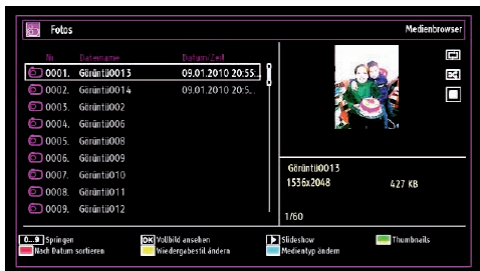 Fotos Medienbrowser
Nr Dateiname Datum/Zeit
0001. Görüntü0013 09.01.2010 20:55...
0002. Görüntü0014 09.01.2010 20:5...
0003. Görüntü002
0004. Görüntü006
0005. Görüntü008
0006. Görüntü009
0007. Görüntü010
0008. Görüntü011
0009. Görüntü012
Görüntü0013
1536x2048 427 KB
1/60
0...9 Springen OK Vollbild ansehen Slideshow Thumbnails
Nach Datum sortieren Wiedergabestil ändern Medientyp ändern